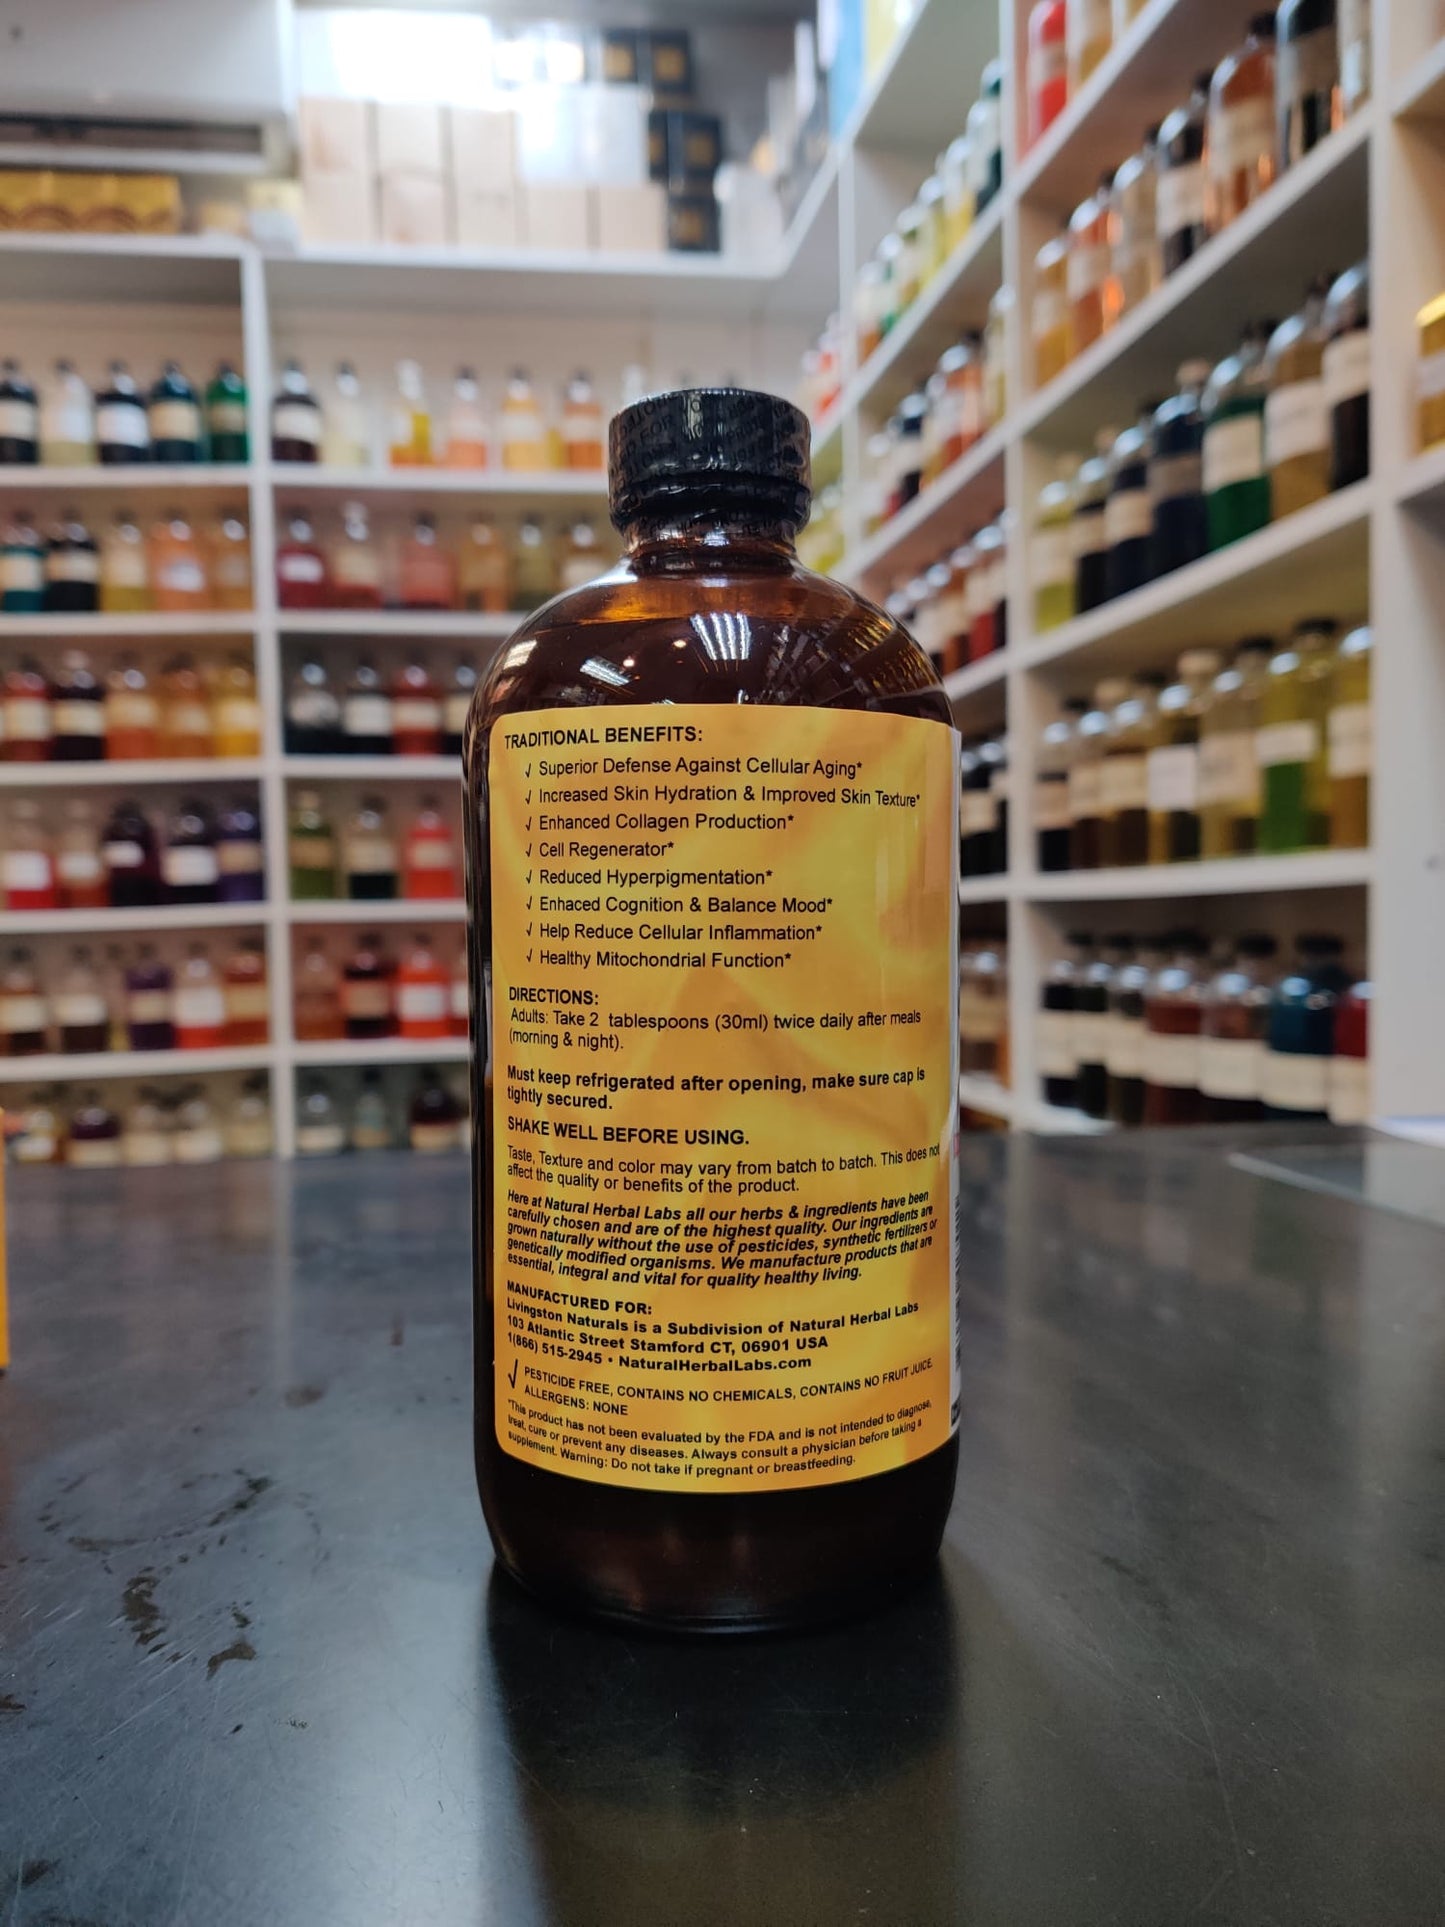 TRADITIONAL BENEFITS:
√ Superior Defense Against Cellular Aging*
√ Increased Skin Hydration & Improved Skin Texture*
√ Enhanced Collagen Production*
√ Cell Regenerator*
√ Reduced Hyperpigmentation*
√ Enhaced Cognition & Balance Mood*
√ Help Reduce Cellular Inflammation*
√ Healthy Mitochondrial Function*
DIRECTIONS:
Adults: Take 2 tablespoons (30ml) twice daily after meals
(morning & night).
Must keep refrigerated after opening, make sure cap is
tightly secured.
SHAKE WELL BEFORE USING.
Taste, Texture and color may vary from batch to batch. This does not
affect the quality or benefits of the product.
Here at Natural Herbal Labs all our herbs & ingredients have been
carefully chosen and are of the highest quality. Our ingredients are
grown naturally without the use of pesticides, synthetic fertilizers or
genetically modified organisms. We manufacture products that are
essential, integral and vital for quality healthy living.
MANUFACTURED FOR:
Livingston Naturals is a Subdivision of Natural Herbal Labs
103 Atlantic Street Stamford CT, 06901 USA
1(866) 515-2945 • NaturalHerbalLabs.com
√ PESTICIDE FREE, CONTAINS NO CHEMICALS, CONTAINS NO FRUIT JUICE.
ALLERGENS: NONE
*This product has not been evaluated by the FDA and is not intended to diagnose,
treat, cure or prevent any diseases. Always consult a physician before taking a
supplement. Warning: Do not take if pregnant or breastfeeding.